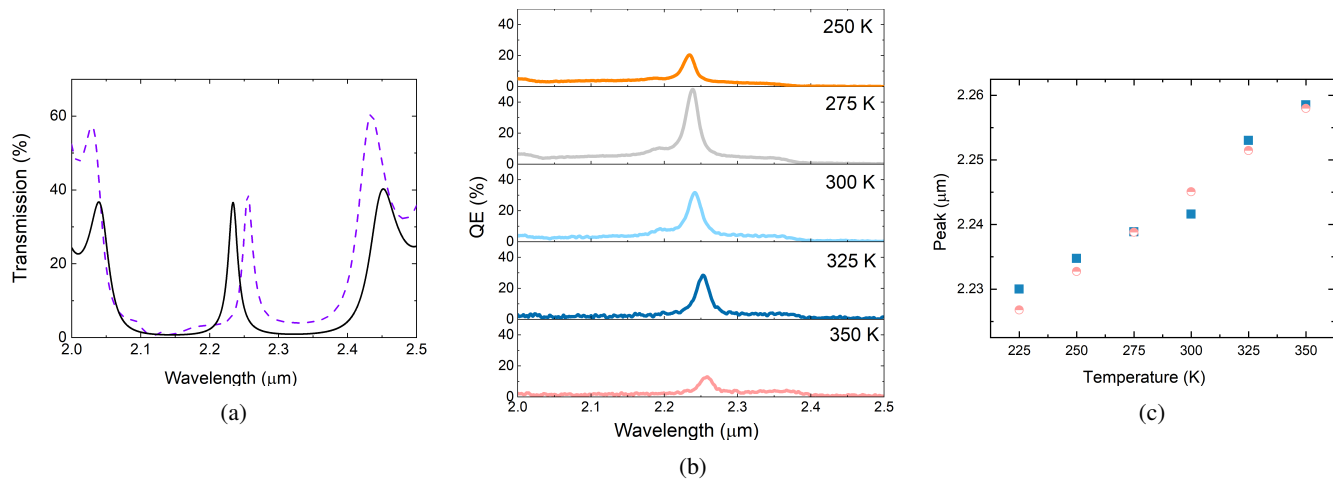 Transmission (%)
60
40
20
0
2.0 2.1 2.2 2.3 2.4 2.5
Wavelength (μm)
(a)
QE (%)
40
20
0
250 K
40
20
0
275 K
40
20
0
300 K
40
20
0
325 K
40
20
0
350 K
2.0 2.1 2.2 2.3 2.4 2.5
Wavelength (μm)
(b)
Peak (μm)
2.26
2.25
2.24
2.23
225 250 275 300 325 350
Temperature (K)
(c)